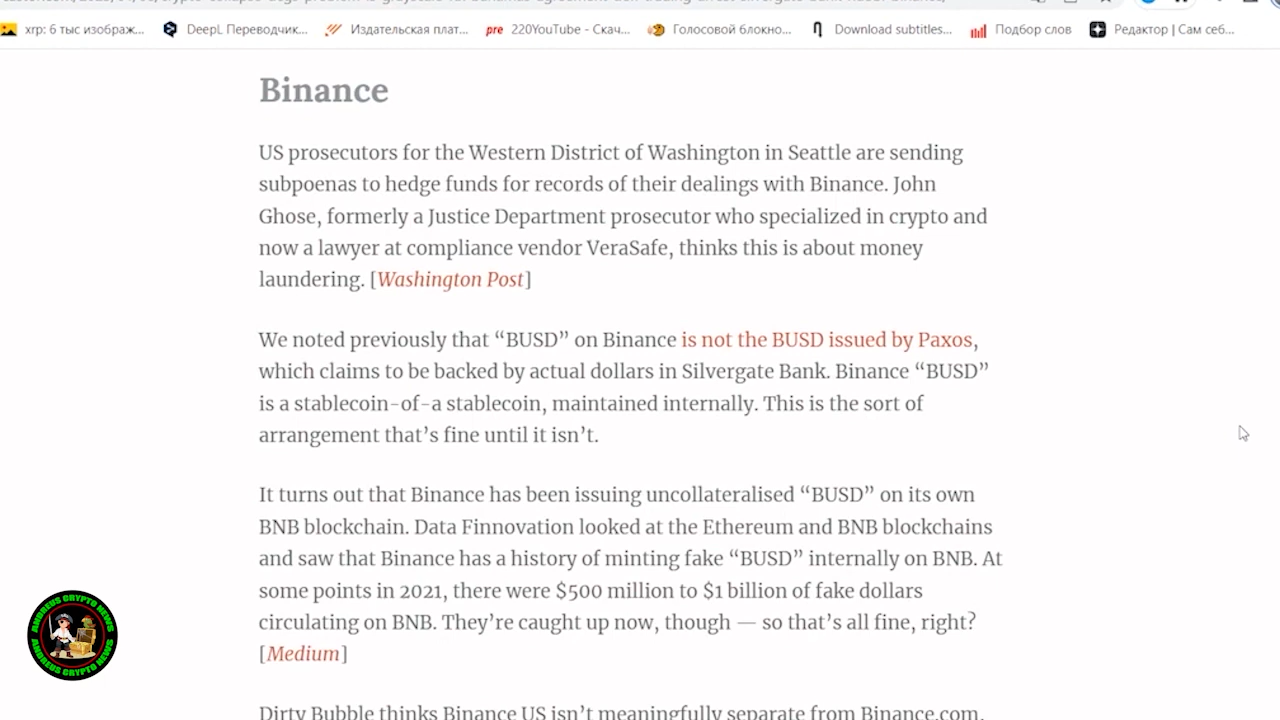 xrp: 6 тыс изображ...
DeepL Переводчик...
Издательская плат...
pre 220YouTube - Скач...
Голосовой блокно...
Download subtitles...
Подбор слов
Редактор | Сам себ...
Binance
US prosecutors for the Western District of Washington in Seattle are sending
subpoenas to hedge funds for records of their dealings with Binance. John
Ghose, formerly a Justice Department prosecutor who specialized in crypto and
now a lawyer at compliance vendor VeraSafe, thinks this is about money
laundering. [Washington Post]
We noted previously that “BUSD” on Binance is not the BUSD issued by Paxos,
which claims to be backed by actual dollars in Silvergate Bank. Binance “BUSD”
is a stablecoin-of-a stablecoin, maintained internally. This is the sort of
arrangement that’s fine until it isn’t.
It turns out that Binance has been issuing uncollateralised “BUSD” on its own
BNB blockchain. Data Finnovation looked at the Ethereum and BNB blockchains
and saw that Binance has a history of minting fake “BUSD” internally on BNB. At
some points in 2021, there were $500 million to $1 billion of fake dollars
circulating on BNB. They’re caught up now, though — so that’s all fine, right?
[Medium]
Dirty Bubble thinks Binance US isn’t meaningfully separate from Binance.com,
ANDREUS CRYPTO NEWS
ANDREUS CRYPTO NEWS